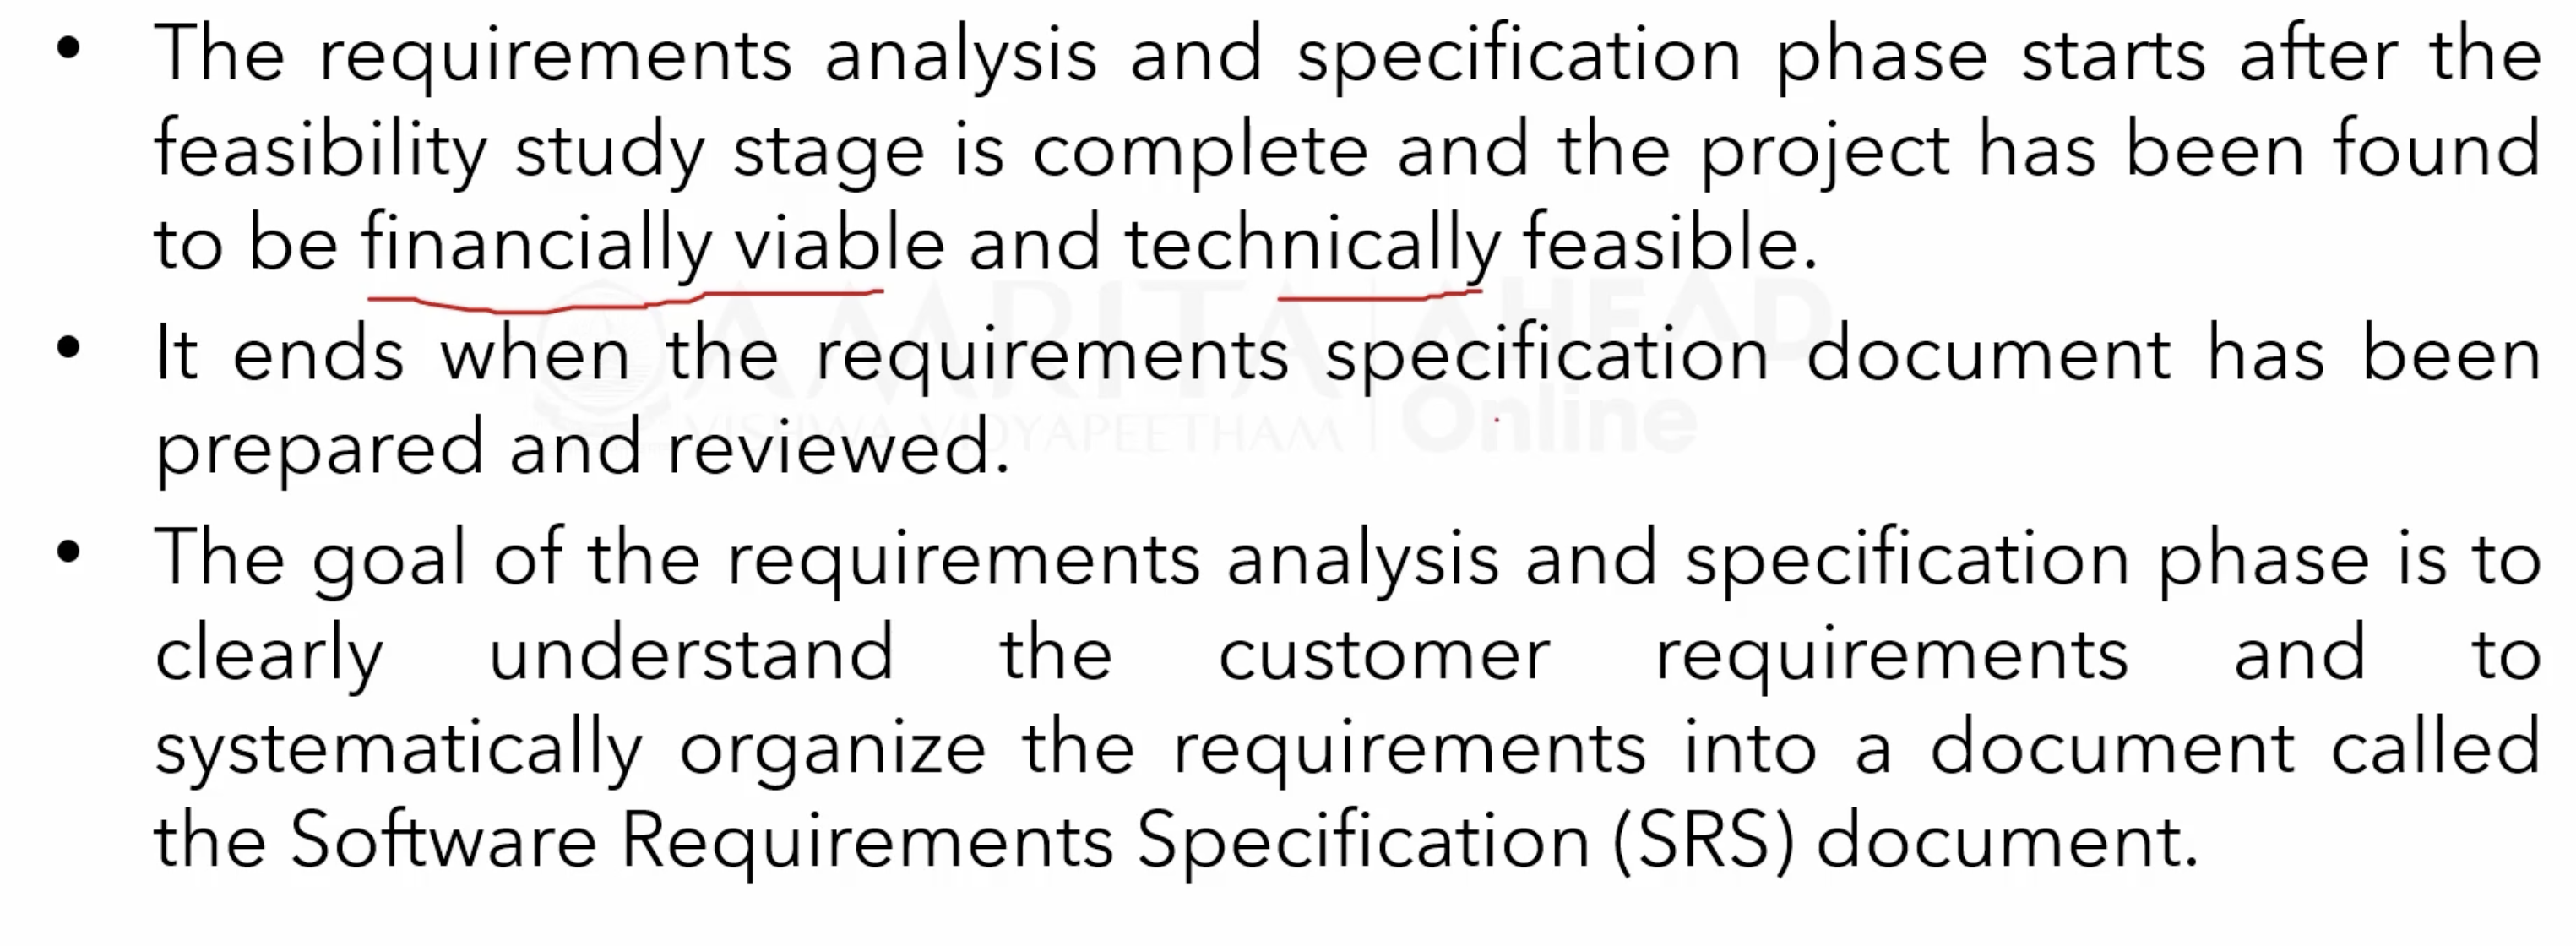 • The requirements analysis and specification phase starts after the
feasibility study stage is complete and the project has been found
to be financially viable and technically feasible.
• It ends when the requirements specification document has been
prepared and reviewed.
• The goal of the requirements analysis and specification phase is to
clearly understand the customer requirements and to
systematically organize the requirements into a document called
the Software Requirements Specification (SRS) document.
AMRITA
VISHWA VIDYAPEETHAM
AHEAD
Online